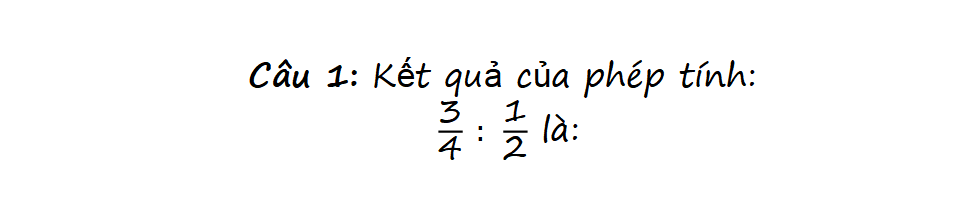 Câu 1: Kết quả của phép tính:
3/4 : 1/2 là: